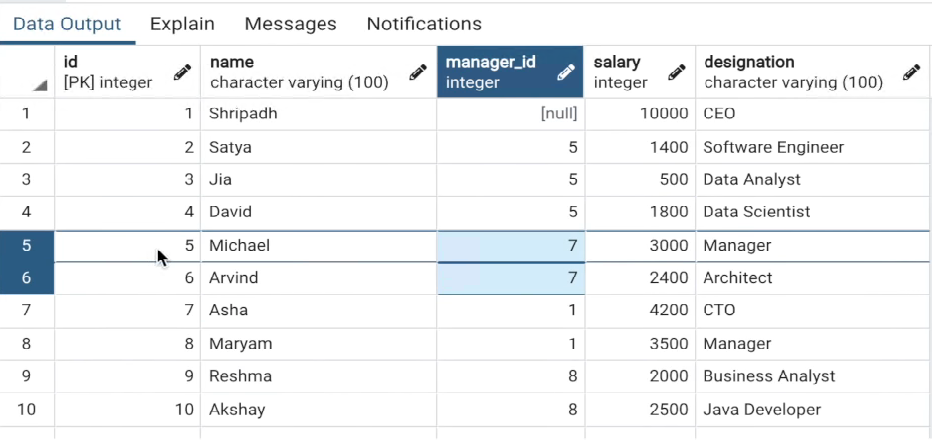 Data Output Explain Messages Notifications
id name manager_id salary designation
[PK] integer character varying (100) integer integer character varying (100)
1 1 Shripadh [null] 10000 CEO
2 2 Satya 5 1400 Software Engineer
3 3 Jia 5 500 Data Analyst
4 4 David 5 1800 Data Scientist
5 5 Michael 7 3000 Manager
6 6 Arvind 7 2400 Architect
7 7 Asha 1 4200 CTO
8 8 Maryam 1 3500 Manager
9 9 Reshma 8 2000 Business Analyst
10 10 Akshay 8 2500 Java Developer